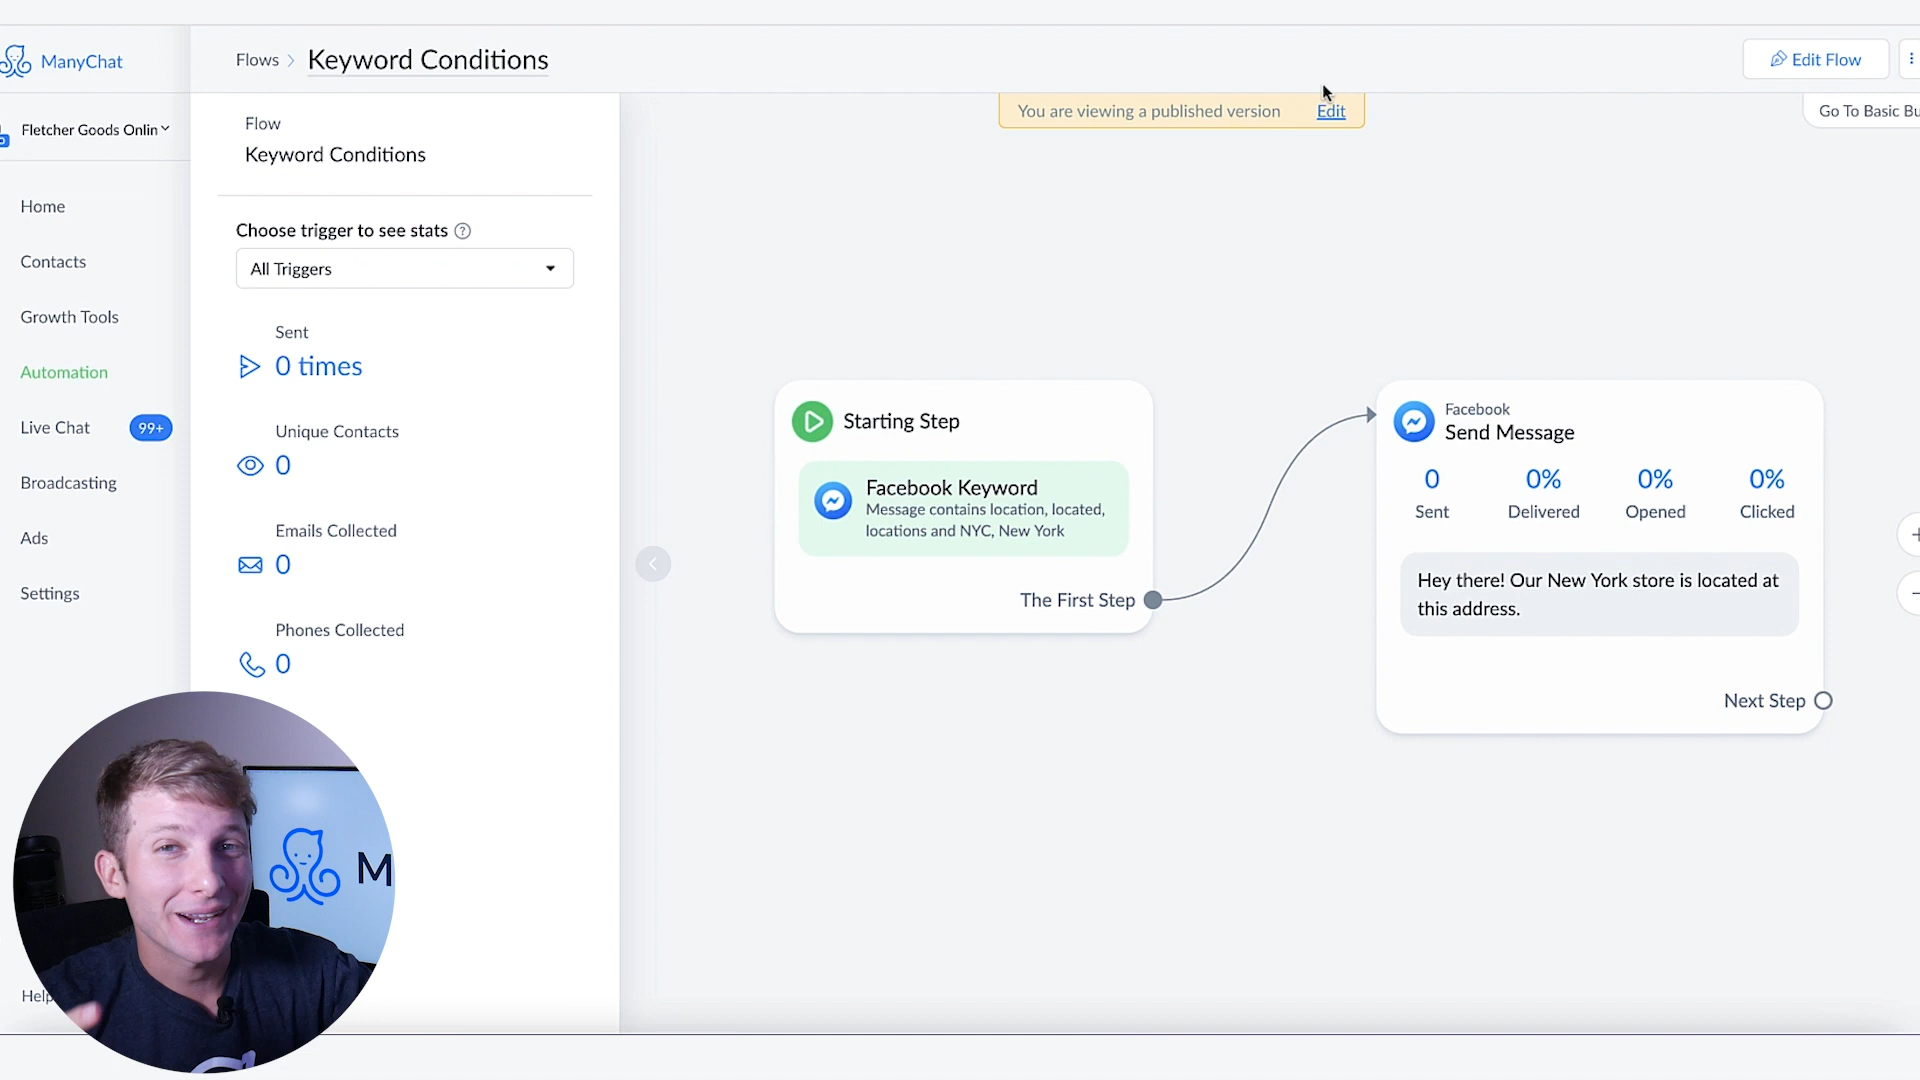 ManyChat
Flows
Keyword Conditions
Edit Flow
Fletcher Goods Onlin
Flow
Keyword Conditions
You are viewing a published version
Edit
Go To Basic Bu
Home
Contacts
Growth Tools
Automation
Live Chat
99+
Broadcasting
Ads
Settings
Help
Choose trigger to see stats ?
All Triggers
Sent
0 times
Unique Contacts
0
Emails Collected
0
Phones Collected
0
Starting Step
Facebook Keyword
Message contains location, located,
locations and NYC, New York
The First Step
Facebook
Send Message
0 0% 0% 0%
Sent Delivered Opened Clicked
Hey there! Our New York store is located at
this address.
Next Step
M